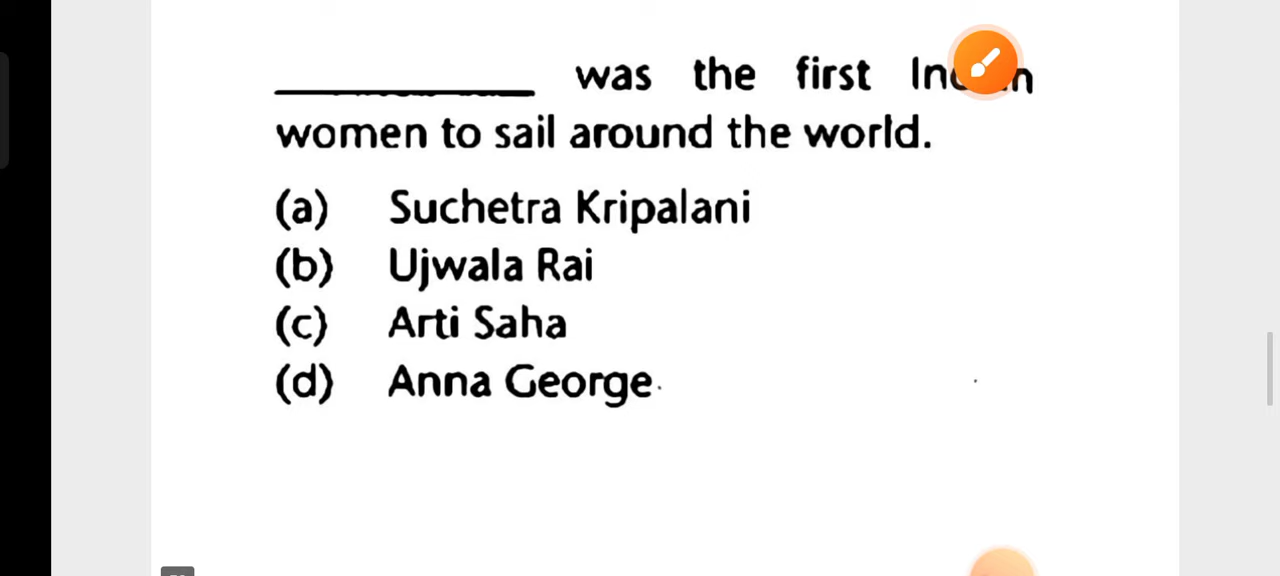 was the first
women to sail around the world.
(a) Suchetra Kripalani
(b) Ujwala Rai
(c) Arti Saha
(d) Anna George